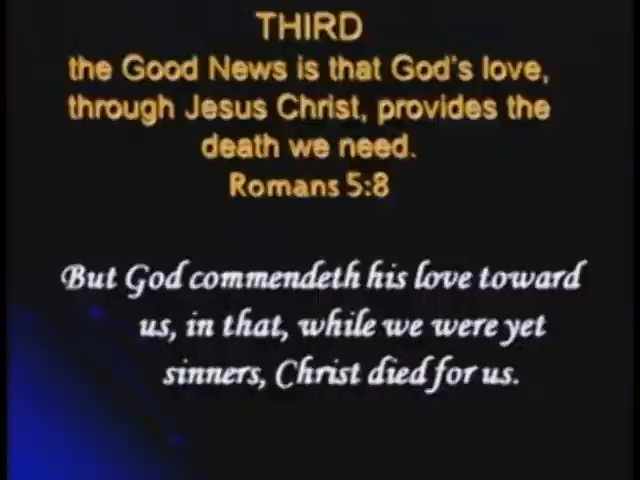 THIRD
the Good News is that God's love,
through Jesus Christ, provides the
death we need.
Romans 5:8
But God commendeth his love toward
us, in that, while we were yet
sinners, Christ died for us.